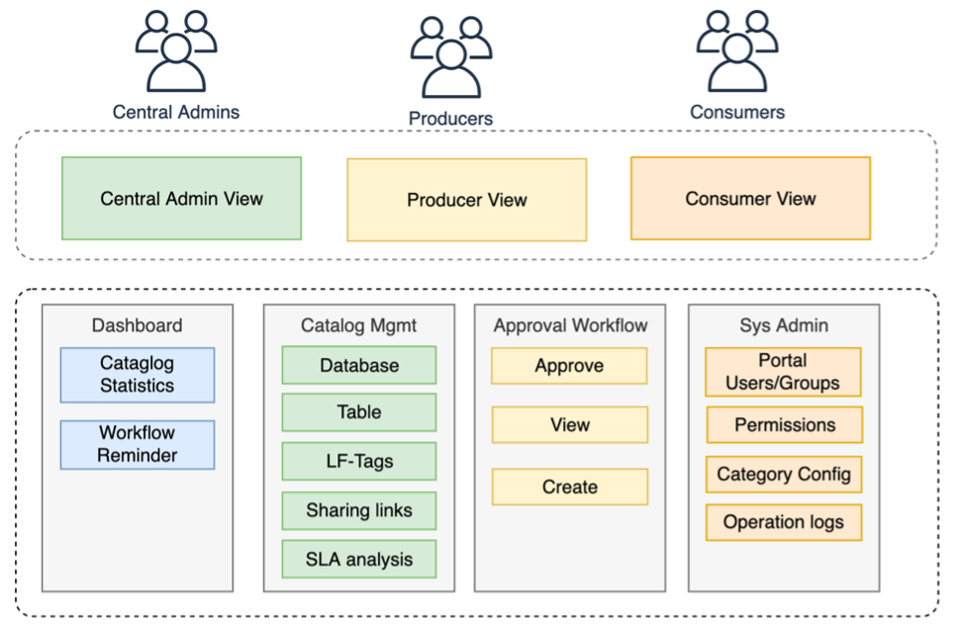 Central Admins
Producers
Consumers
Central Admin View
Producer View
Consumer View
Dashboard
Cataglog
Statistics
Workflow
Reminder
Catalog Mgmt
Database
Table
LF-Tags
Sharing links
SLA analysis
Approval Workflow
Approve
View
Create
Sys Admin
Portal
Users/Groups
Permissions
Category Config
Operation logs